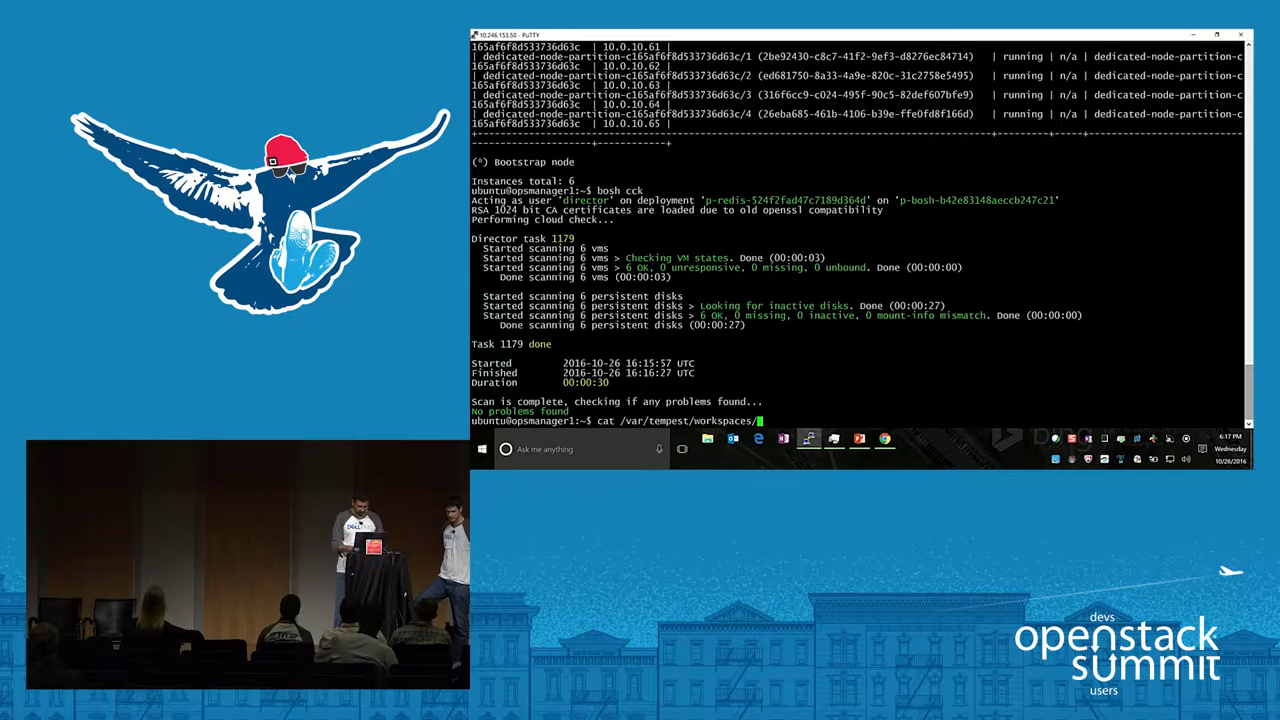 10.246.153.50 - PuTTY
165af6f8d533736d63c | 10.0.10.61 |
| dedicated-node-partition-c165af6f8d533736d63c/1 (2be92430-c8c7-41f2-9ef3-d8276ec84714) | running | n/a | dedicated-node-partition-c
165af6f8d533736d63c | 10.0.10.62 |
| dedicated-node-partition-c165af6f8d533736d63c/2 (ed681750-8a33-4a9e-820c-31c2758e5495) | running | n/a | dedicated-node-partition-c
165af6f8d533736d63c | 10.0.10.63 |
| dedicated-node-partition-c165af6f8d533736d63c/3 (316f6cc9-c024-495f-90c5-82def607bfe9) | running | n/a | dedicated-node-partition-c
165af6f8d533736d63c | 10.0.10.64 |
| dedicated-node-partition-c165af6f8d533736d63c/4 (26eba685-461b-4106-b39e-ffe0fd8f166d) | running | n/a | dedicated-node-partition-c
165af6f8d533736d63c | 10.0.10.65 |
(*) Bootstrap node
Instances total: 6
ubuntu@opsmanager1:~$ bosh cck
Acting as user 'director' on deployment 'p-redis-524f2fad47c7189d364d' on 'p-bosh-b42e83148aeccb247c21'
RSA 1024 bit CA certificates are loaded due to old openssl compatibility
Performing cloud check...
Director task 1179
Started scanning 6 vms
Started scanning 6 vms > Checking VM states. Done (00:00:03)
Started scanning 6 vms > 6 OK, 0 unresponsive, 0 missing, 0 unbound. Done (00:00:00)
Done scanning 6 vms (00:00:03)
Started scanning 6 persistent disks
Started scanning 6 persistent disks > Looking for inactive disks. Done (00:00:27)
Started scanning 6 persistent disks > 6 OK, 0 missing, 0 inactive, 0 mount-info mismatch. Done (00:00:00)
Done scanning 6 persistent disks (00:00:27)
Task 1179 done
Started 2016-10-26 16:15:57 UTC
Finished 2016-10-26 16:16:27 UTC
Duration 00:00:30
Scan is complete, checking if any problems found...
No problems found
ubuntu@opsmanager1:~$ cat /var/tempest/workspaces/
Ask me anything
bing
6:17 PM
Wednesday
10/26/2016
devs
openstack
summit
users